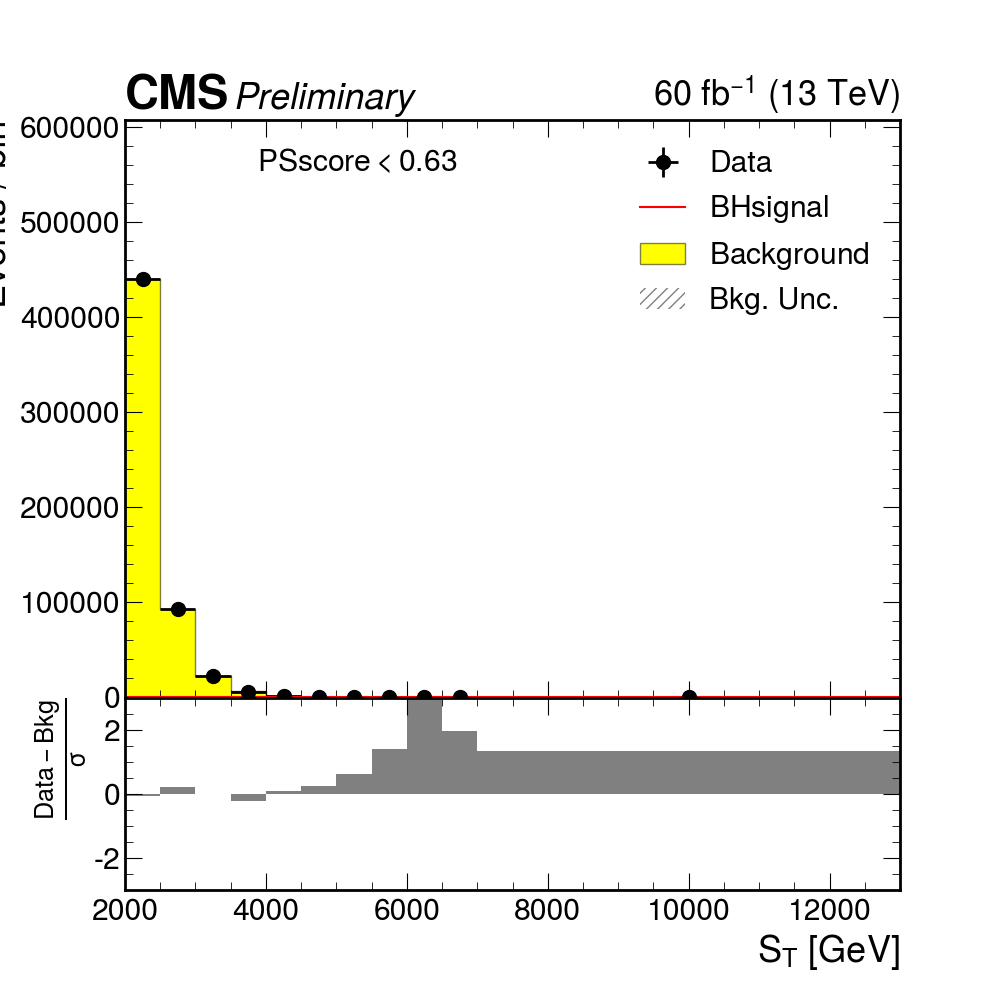 CMS Preliminary 60 fb⁻¹ (13 TeV)
PSscore < 0.63
Data
BHsignal
Background
Bkg. Unc.
600000
500000
400000
300000
200000
100000
0
Data – Bkg
σ
2
0
-2
2000 4000 6000 8000 10000 12000
S_T [GeV]